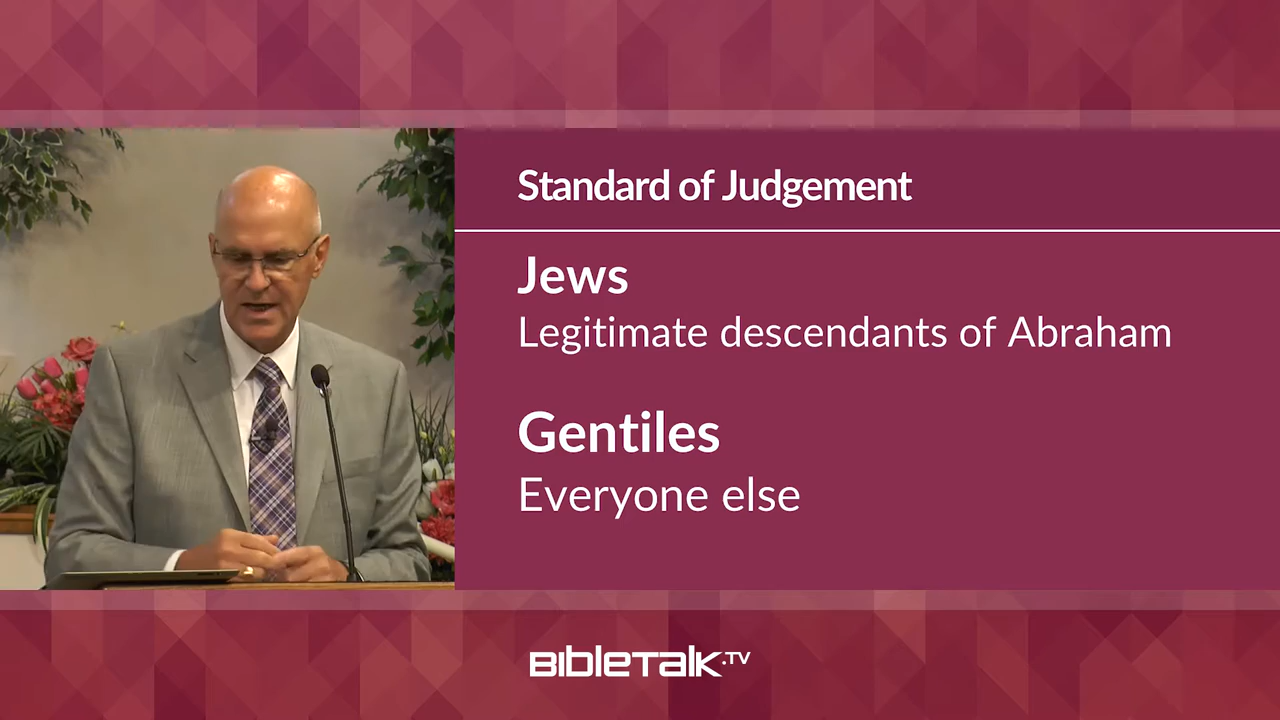 Standard of Judgement
Jews
Legitimate descendants of Abraham
Gentiles
Everyone else
BibleTalk.TV